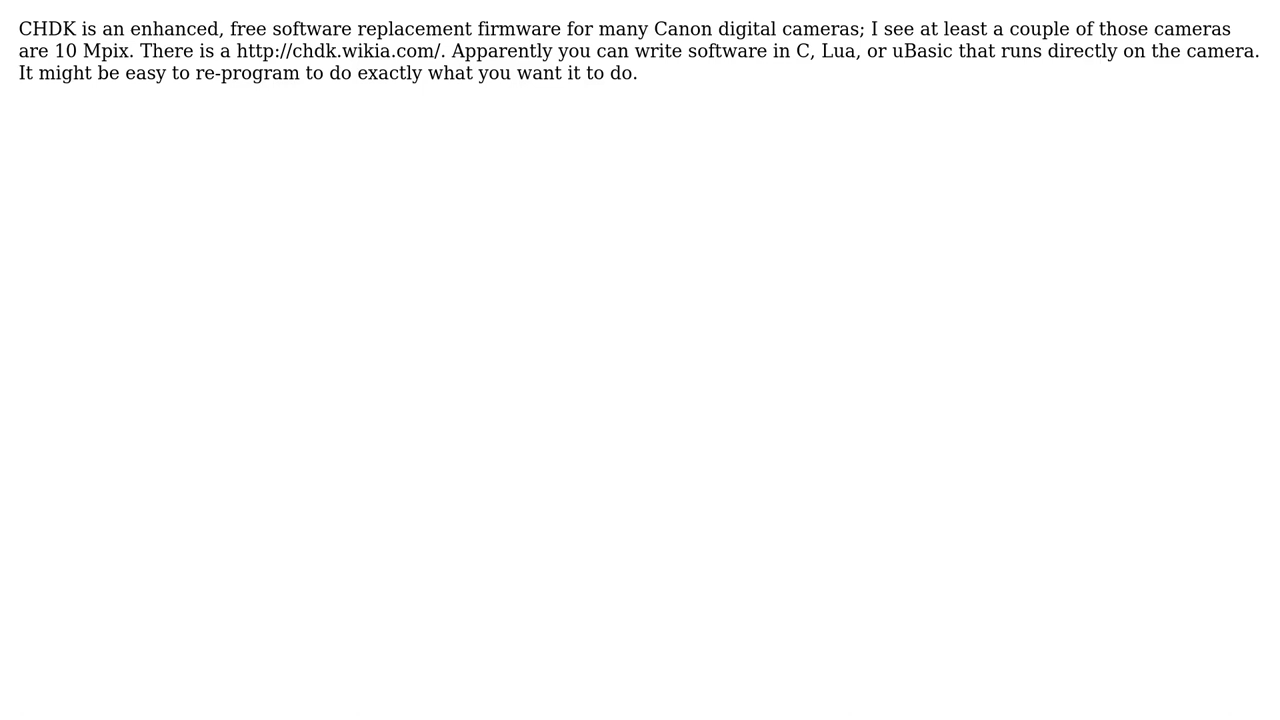 CHDK is an enhanced, free software replacement firmware for many Canon digital cameras; I see at least a couple of those cameras
are 10 Mpix. There is a http://chdk.wikia.com/. Apparently you can write software in C, Lua, or uBasic that runs directly on the camera.
It might be easy to re-program to do exactly what you want it to do.